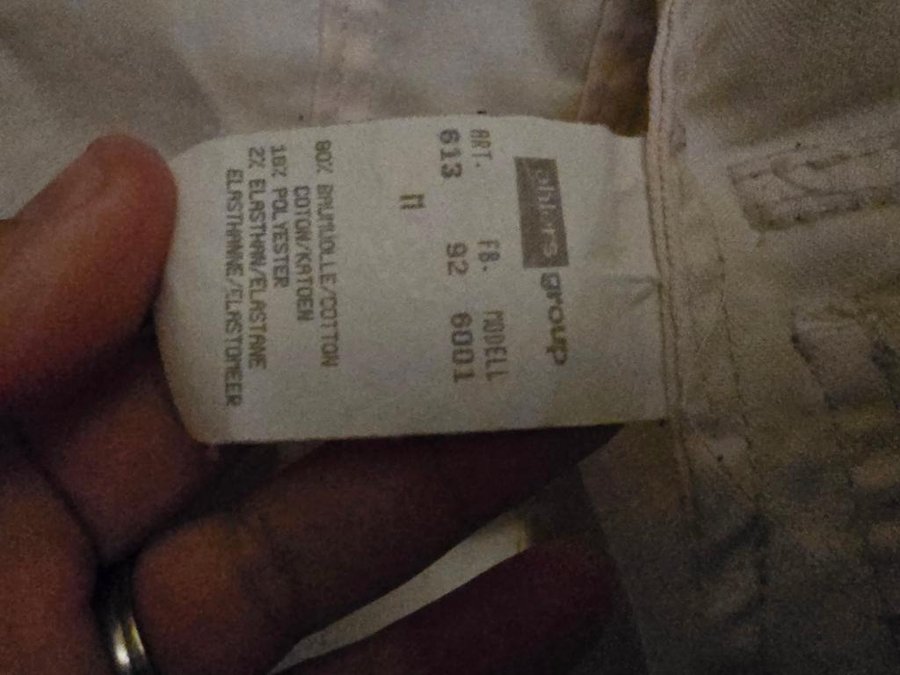 ahlers group
ART. FB. MODELL
613 92 6001
M
80% BAUMWOLLE/COTTON
COTON/KATOEN
18% POLYESTER
2% ELASTHAN/ELASTANE
ELASTHANNE/ELASTOMEER